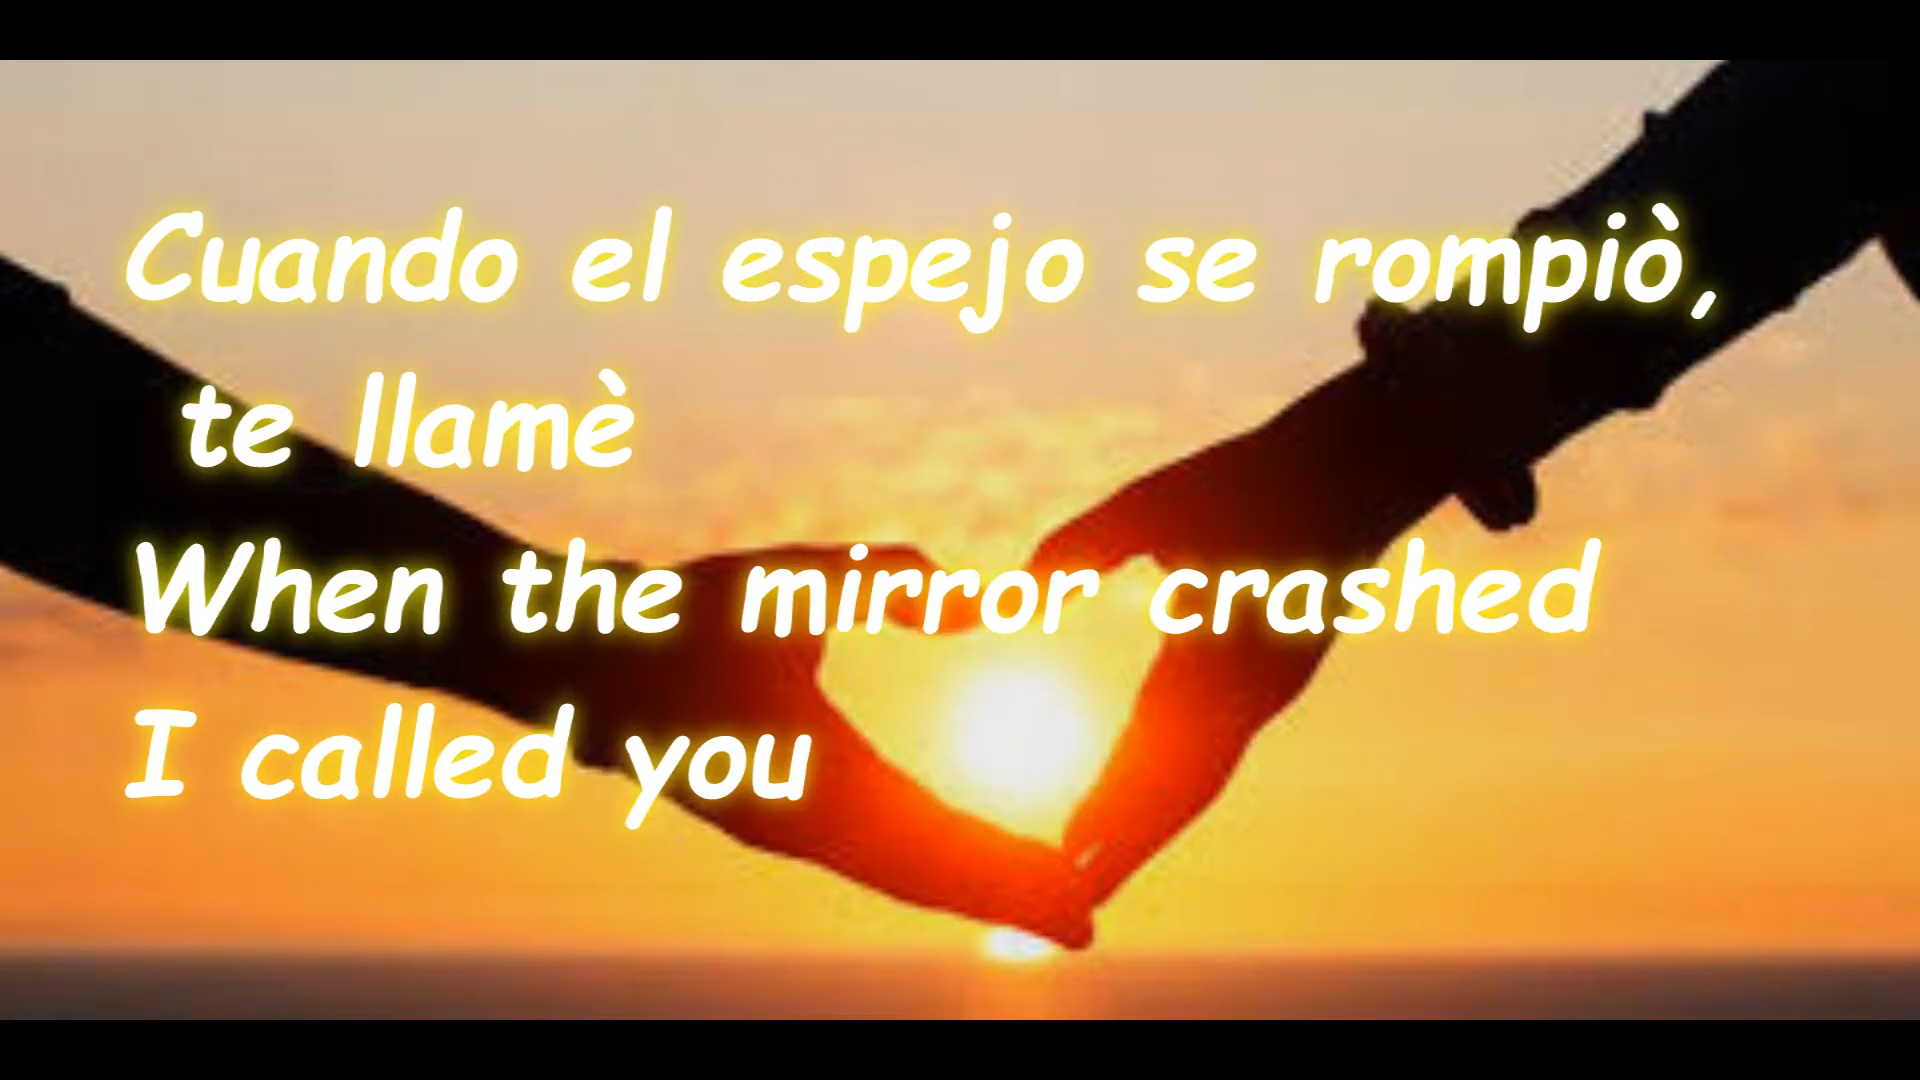 Cuando el espejo se rompiò,
te llamè
When the mirror crashed
I called you